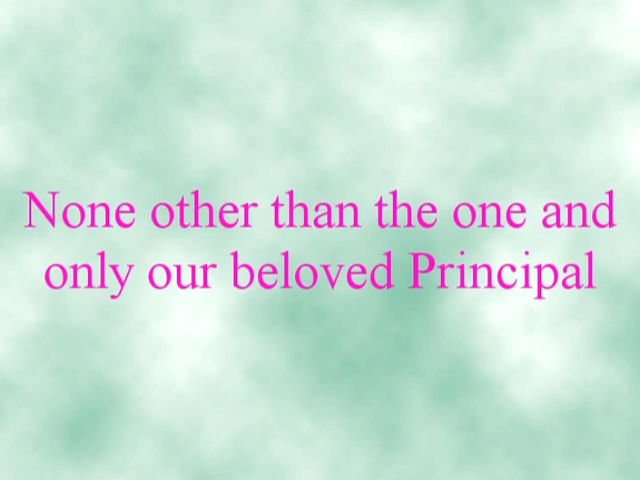 None other than the one and
only our beloved Principal